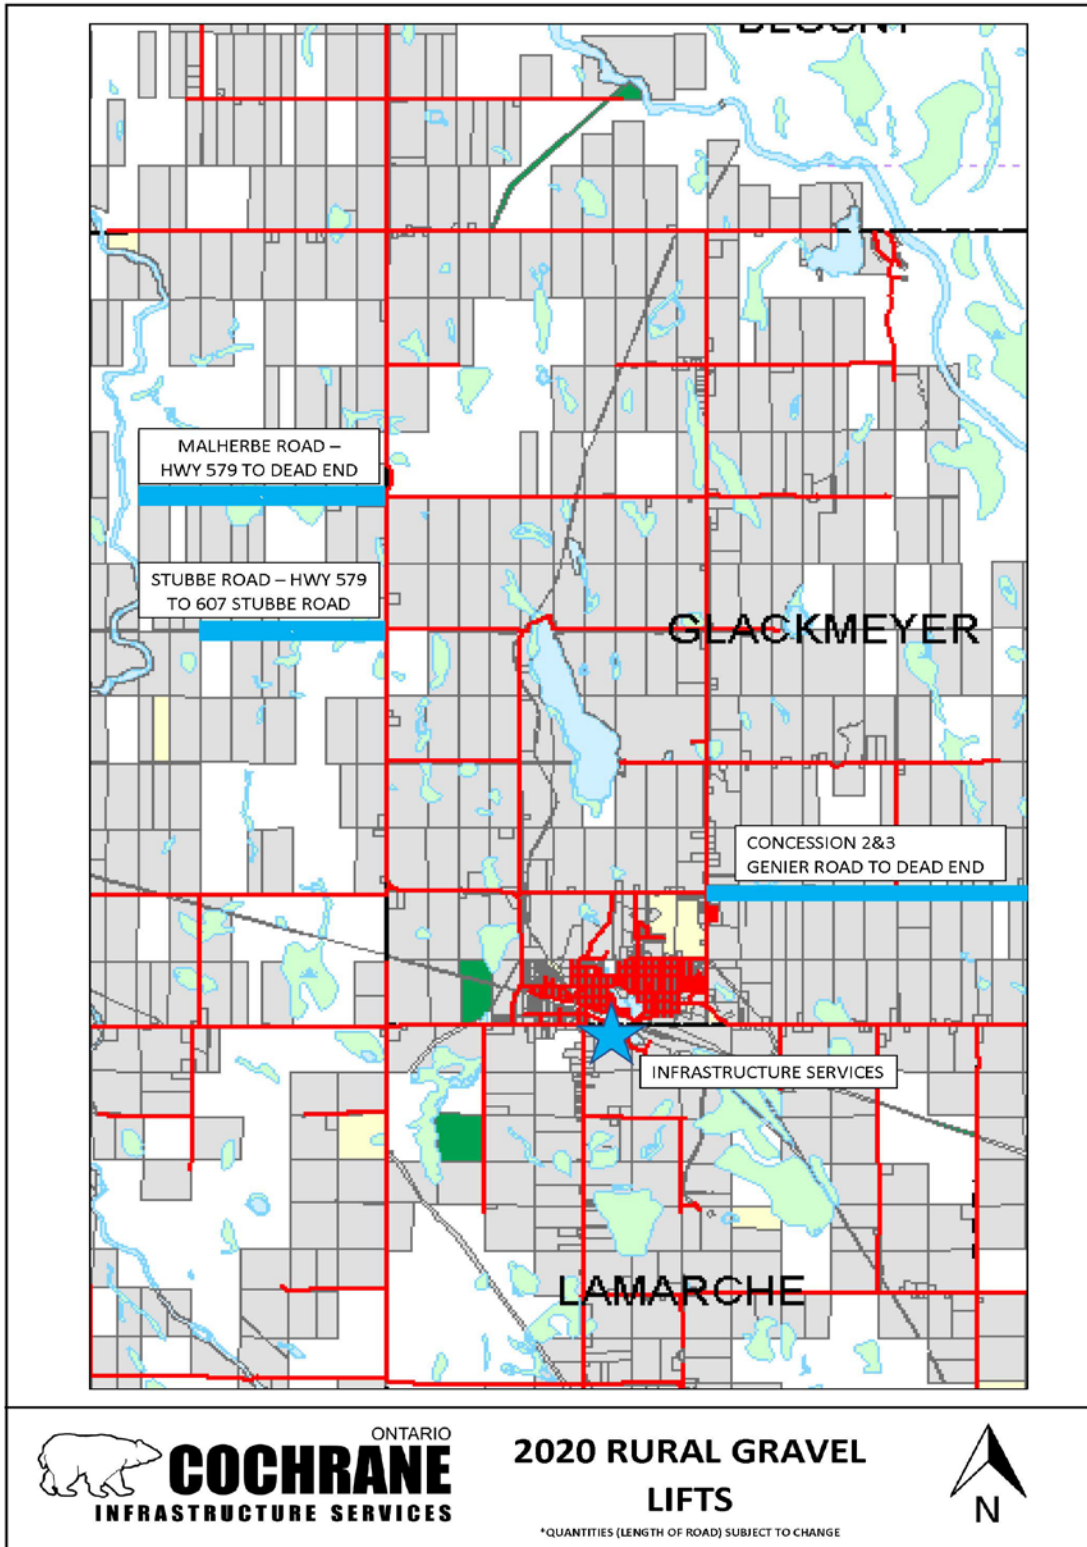 MALHERBE ROAD –
HWY 579 TO DEAD END
STUBBE ROAD – HWY 579
TO 607 STUBBE ROAD
GLACKMEYER
CONCESSION 2&3
GENIER ROAD TO DEAD END
INFRASTRUCTURE SERVICES
LAMARCHE
ONTARIO
COCHRANE
INFRASTRUCTURE SERVICES
2020 RURAL GRAVEL
LIFTS
*QUANTITIES (LENGTH OF ROAD) SUBJECT TO CHANGE
N